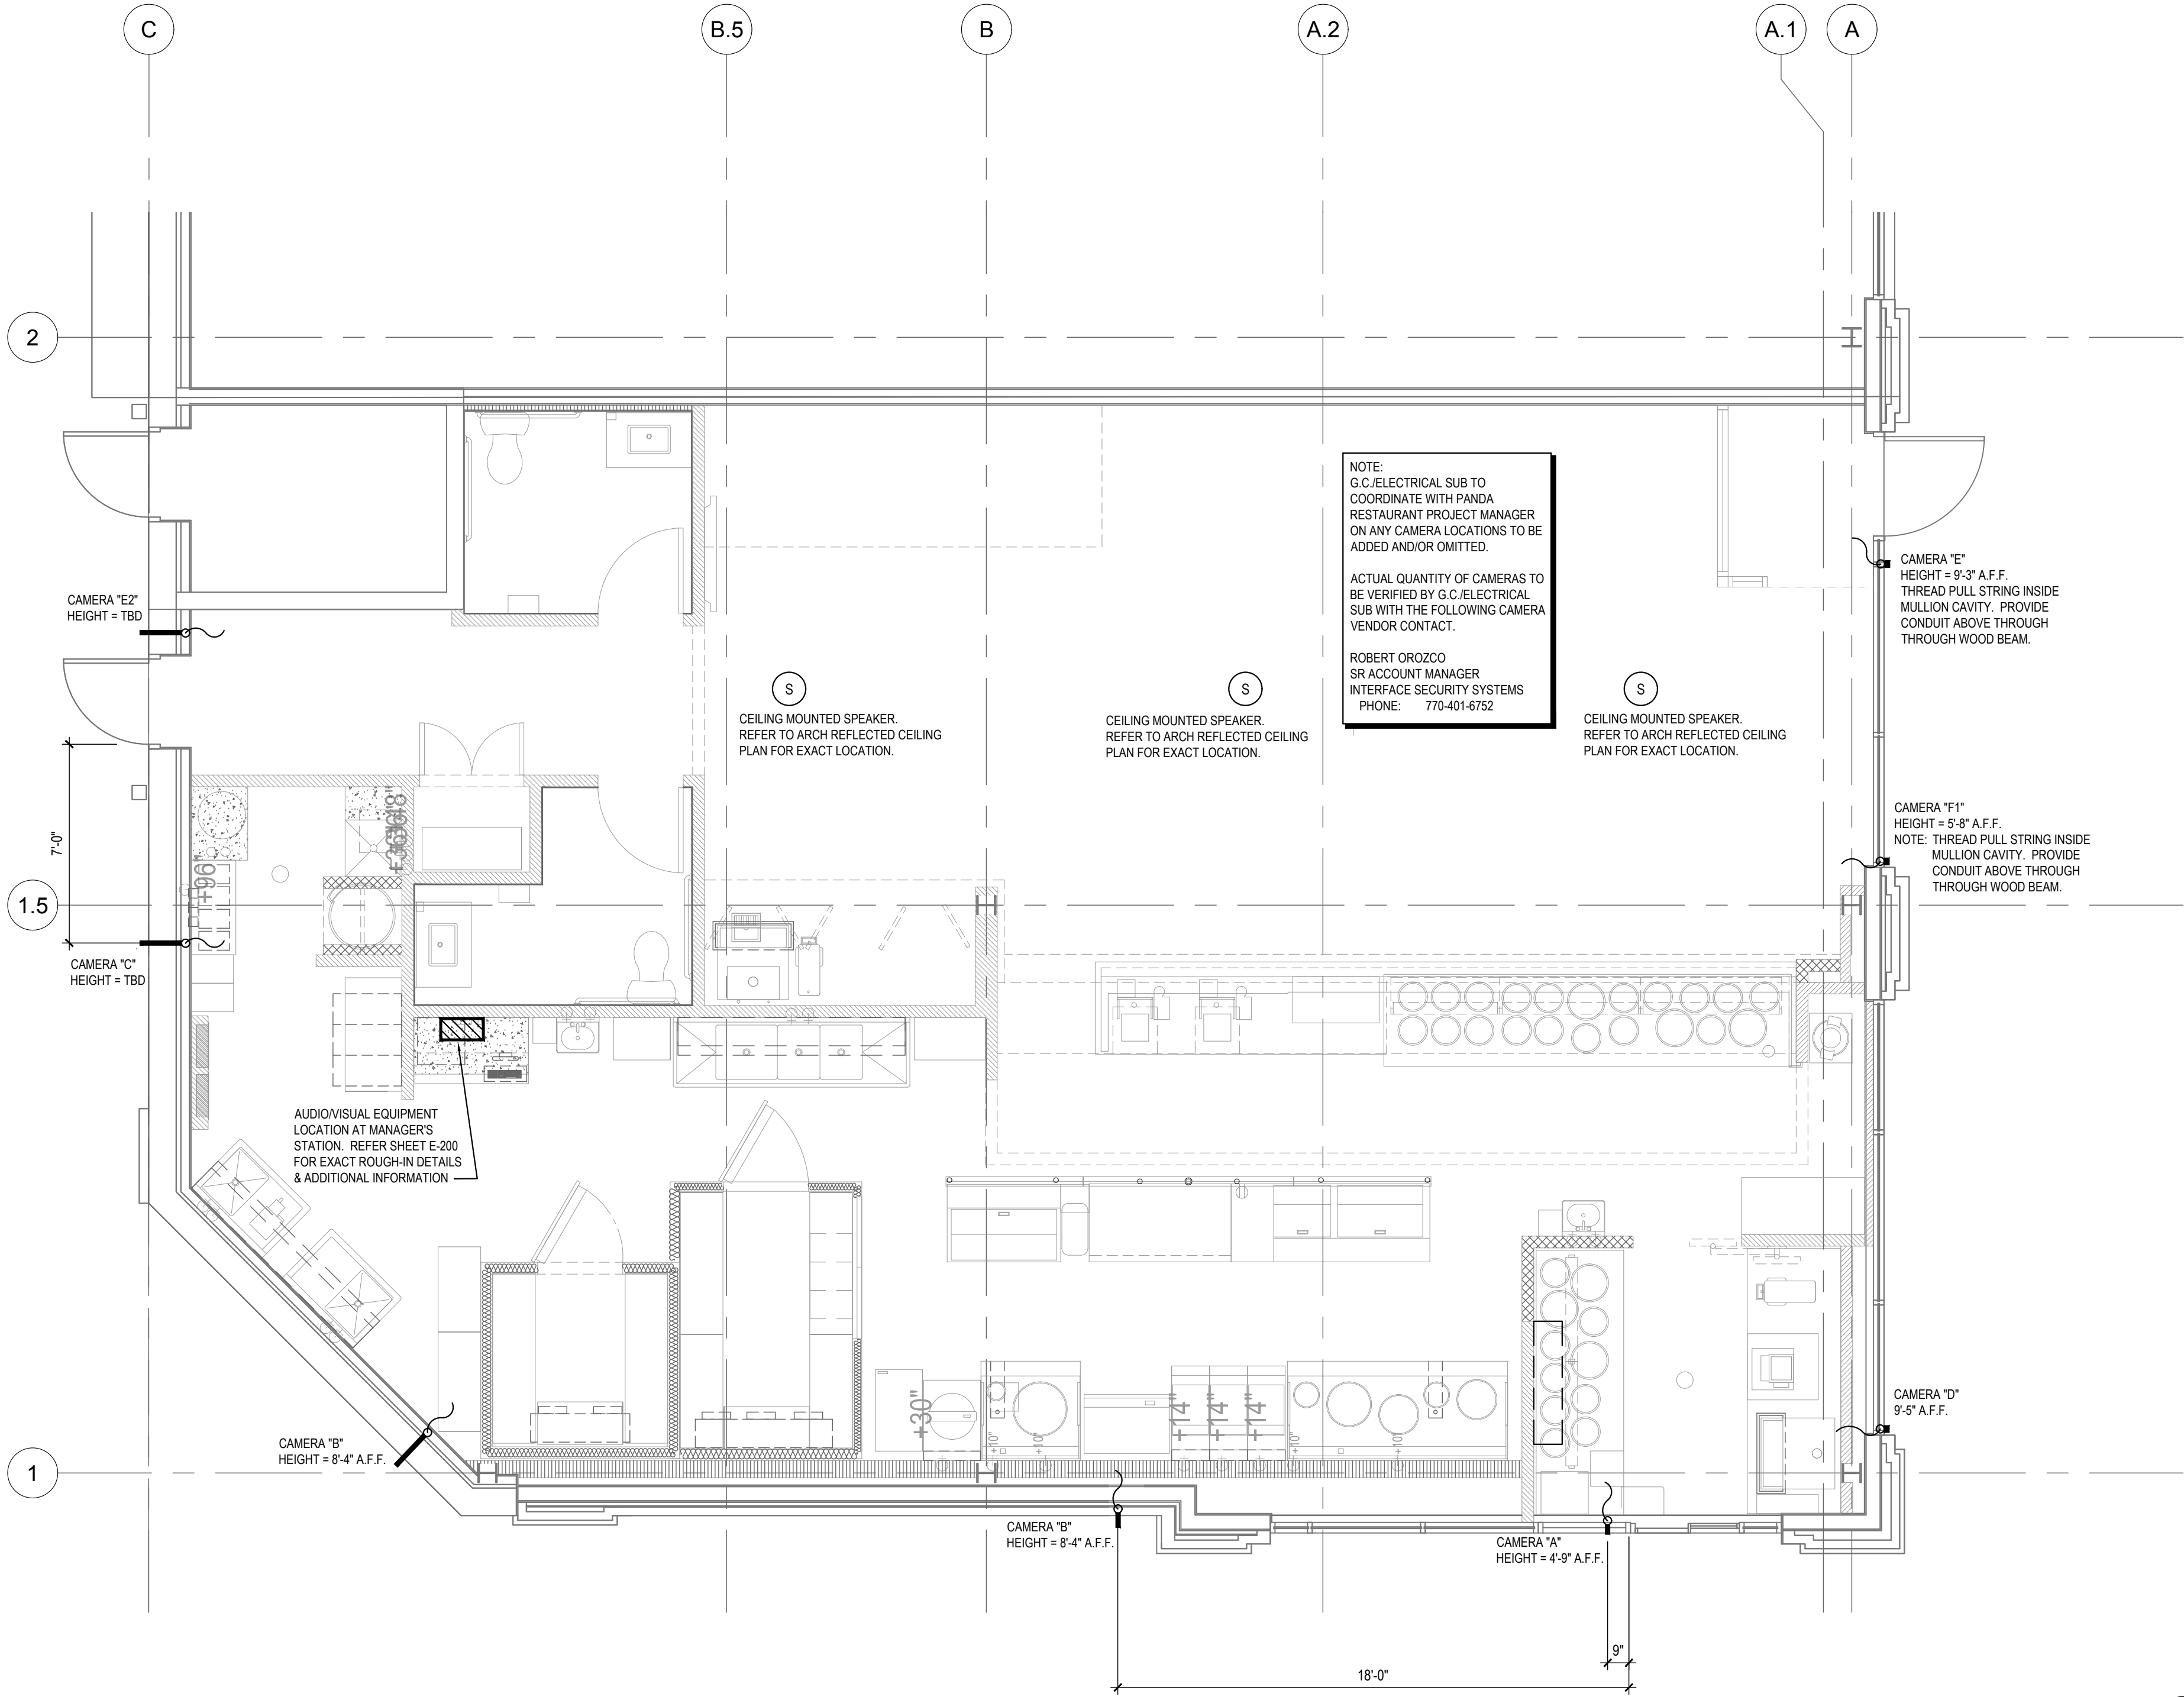 C
B.5
B
A.2
A.1
A
2
NOTE:
G.C./ELECTRICAL SUB TO
COORDINATE WITH PANDA
RESTAURANT PROJECT MANAGER
ON ANY CAMERA LOCATIONS TO BE
ADDED AND/OR OMITTED.
ACTUAL QUANTITY OF CAMERAS TO
BE VERIFIED BY G.C./ELECTRICAL
SUB WITH THE FOLLOWING CAMERA
VENDOR CONTACT.
ROBERT OROZCO
SR ACCOUNT MANAGER
INTERFACE SECURITY SYSTEMS
PHONE: 770-401-6752
CAMERA "E"
HEIGHT = 9'-3" A.F.F.
THREAD PULL STRING INSIDE
MULLION CAVITY. PROVIDE
CONDUIT ABOVE THROUGH
THROUGH WOOD BEAM.
CAMERA "E2"
HEIGHT = TBD
S
CEILING MOUNTED SPEAKER.
REFER TO ARCH REFLECTED CEILING
PLAN FOR EXACT LOCATION.
S
CEILING MOUNTED SPEAKER.
REFER TO ARCH REFLECTED CEILING
PLAN FOR EXACT LOCATION.
S
CEILING MOUNTED SPEAKER.
REFER TO ARCH REFLECTED CEILING
PLAN FOR EXACT LOCATION.
CAMERA "F1"
HEIGHT = 5'-8" A.F.F.
NOTE: THREAD PULL STRING INSIDE
MULLION CAVITY. PROVIDE
CONDUIT ABOVE THROUGH
THROUGH WOOD BEAM.
7'-0"
+96"
1.5
CAMERA "C"
HEIGHT = TBD
AUDIO/VISUAL EQUIPMENT
LOCATION AT MANAGER'S
STATION. REFER SHEET E-200
FOR EXACT ROUGH-IN DETAILS
& ADDITIONAL INFORMATION
+30"
+14"
+14"
+14"
CAMERA "D"
9'-5" A.F.F.
CAMERA "B"
HEIGHT = 8'-4" A.F.F.
1
CAMERA "B"
HEIGHT = 8'-4" A.F.F.
CAMERA "A"
HEIGHT = 4'-9" A.F.F.
9"
18'-0"